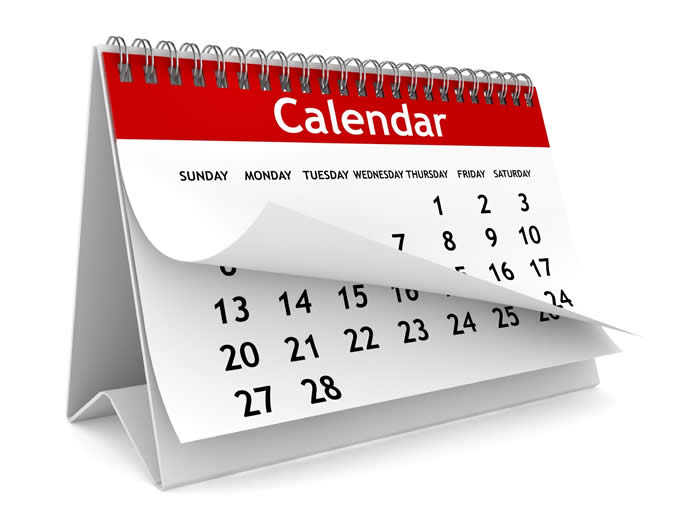 Calendar
SUNDAY MONDAY TUESDAY WEDNESDAY THURSDAY FRIDAY SATURDAY
1 2 3
7 8 9 10
16 17
24
13 14 15 16
20 21 22 23 24 25
27 28